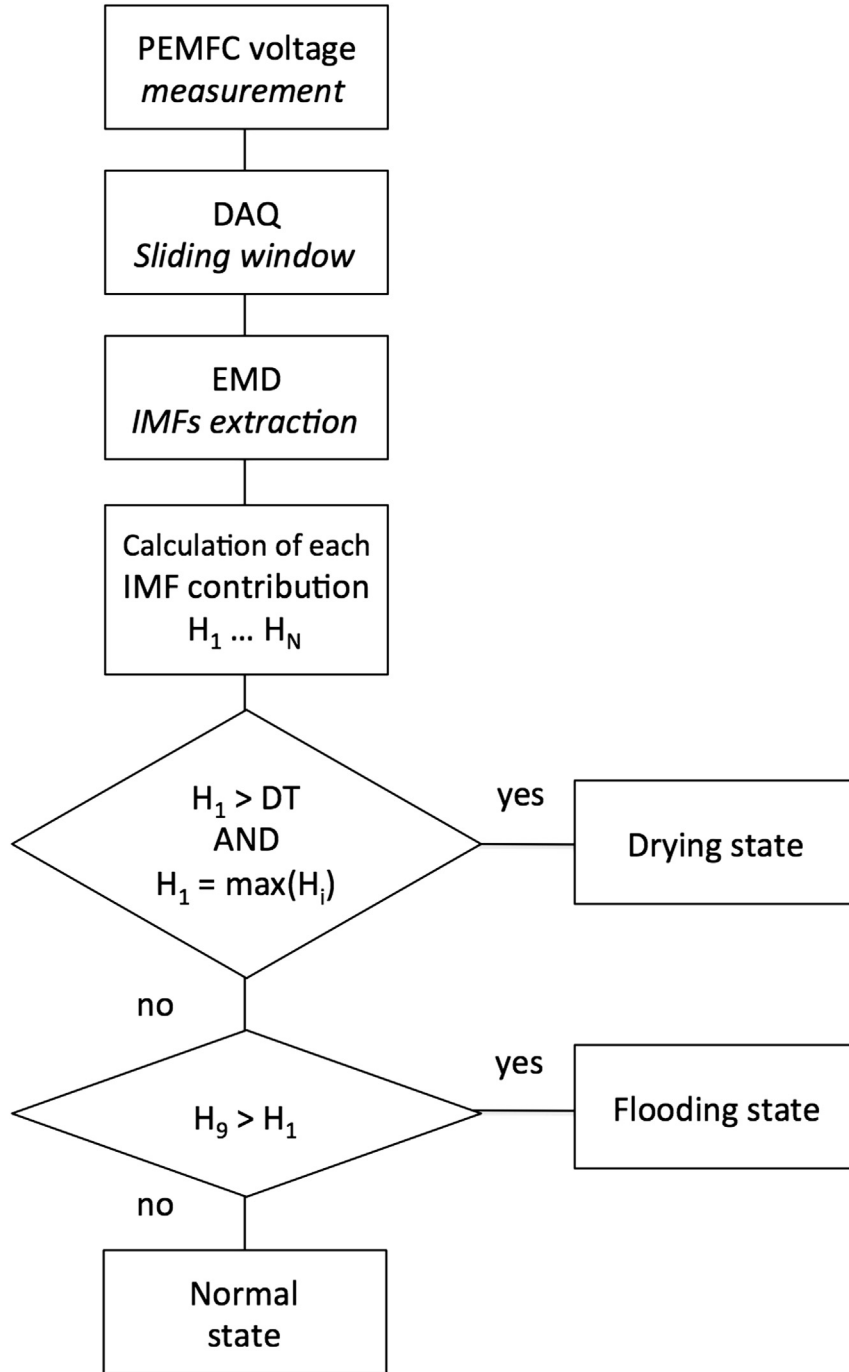 PEMFC voltage
measurement
DAQ
Sliding window
EMD
IMFs extraction
Calculation of each
IMF contribution
H₁ ... H_N
H₁ > DT
AND
H₁ = max(Hᵢ)
yes
Drying state
no
H₉ > H₁
yes
Flooding state
no
Normal
state